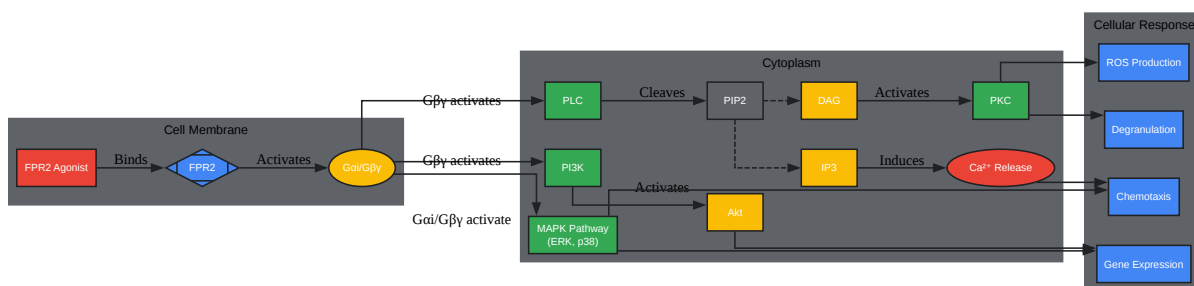 Cellular Response
Cytoplasm
ROS Production
Gβγ activates
PLC
Cleaves
PIP2
DAG
Activates
PKC
Cell Membrane
Degranulation
FPR2 Agonist
Binds
FPR2
Activates
Gαi/Gβγ
Gβγ activates
PI3K
IP3
Induces
Ca²⁺ Release
Activates
Chemotaxis
Akt
Gαi/Gβγ activate
MAPK Pathway
(ERK, p38)
Gene Expression